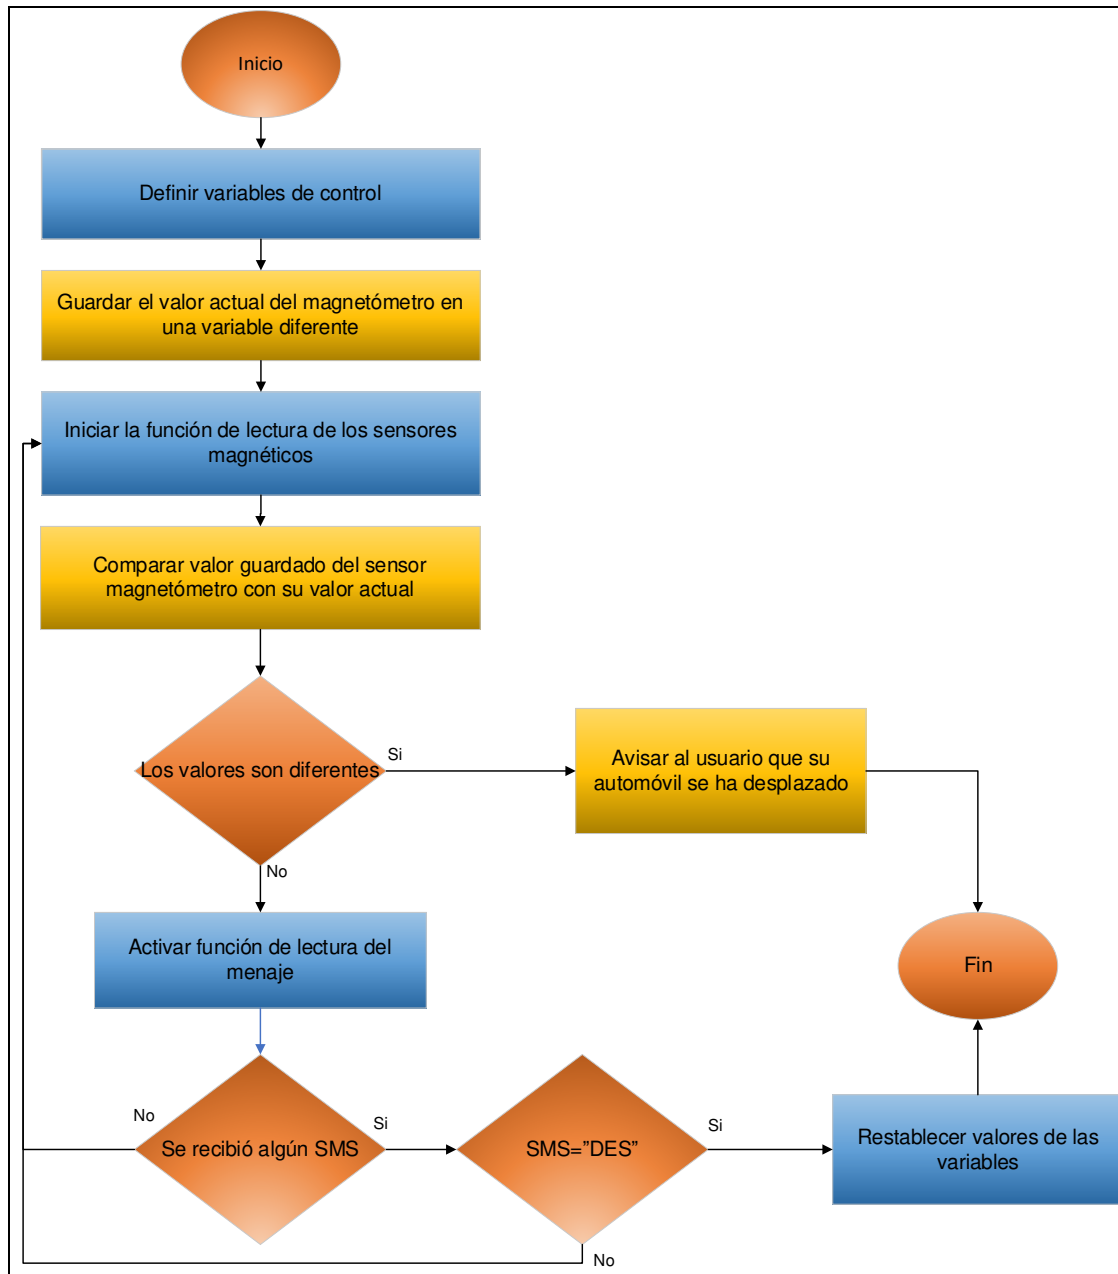 Inicio
Definir variables de control
Guardar el valor actual del magnetómetro en
una variable diferente
Iniciar la función de lectura de los sensores
magnéticos
Comparar valor guardado del sensor
magnetómetro con su valor actual
Los valores son diferentes
Si
Avisar al usuario que su
automóvil se ha desplazado
No
Activar función de lectura del
menaje
Fin
No
Se recibió algún SMS
Si
SMS=”DES”
Si
Restablecer valores de las
variables
No